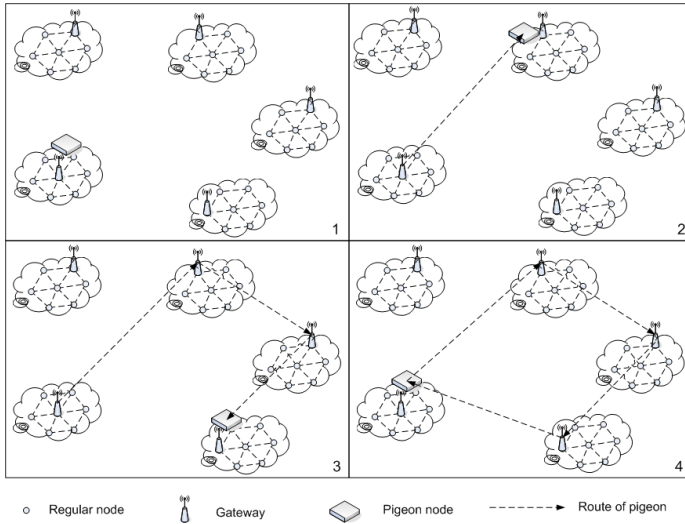 1
2
3
4
Regular node
Gateway
Pigeon node
Route of pigeon